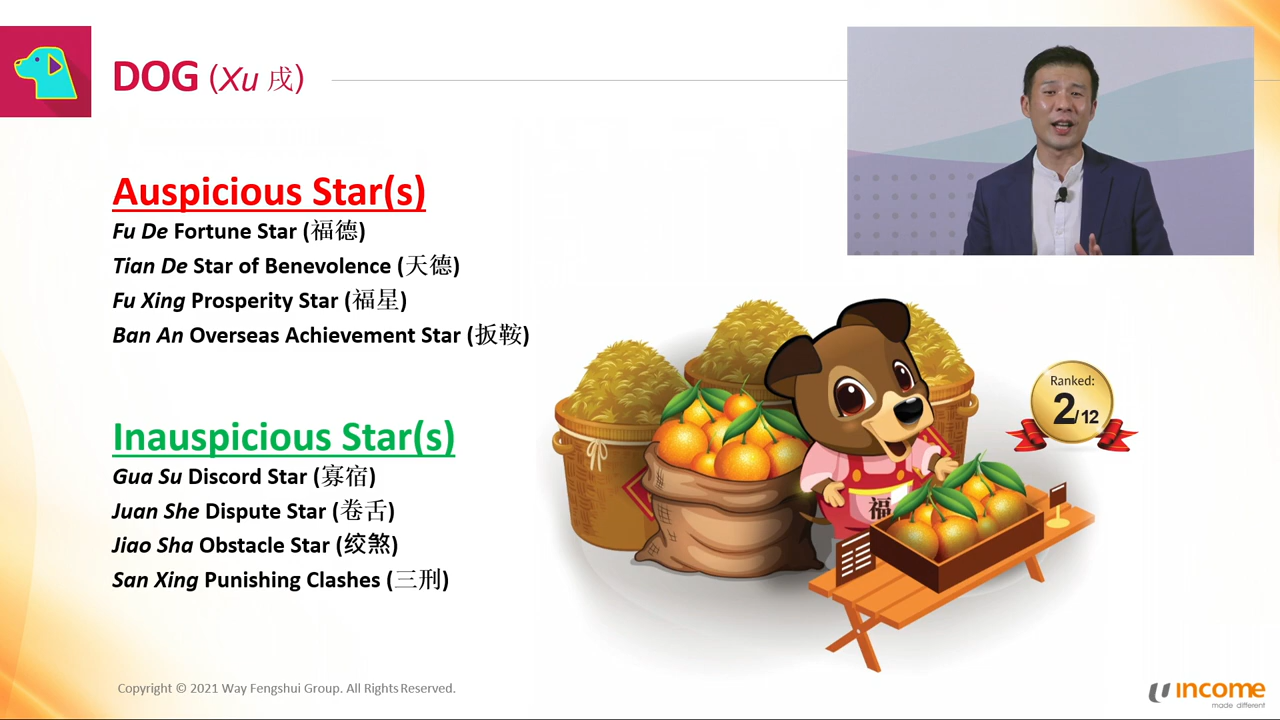 DOG (Xu 戌)
Auspicious Star(s)
Fu De Fortune Star (福德)
Tian De Star of Benevolence (天德)
Fu Xing Prosperity Star (福星)
Ban An Overseas Achievement Star (扳鞍)
Ranked:
2/12
Inauspicious Star(s)
Gua Su Discord Star (寡宿)
Juan She Dispute Star (卷舌)
Jiao Sha Obstacle Star (绞煞)
San Xing Punishing Clashes (三刑)
福
Copyright © 2021 Way Fengshui Group. All Rights Reserved.
income
made different